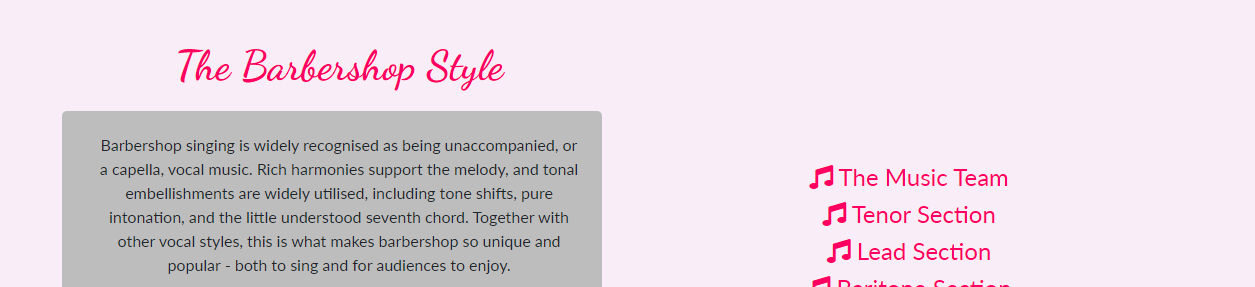 The Barbershop Style
Barbershop singing is widely recognised as being unaccompanied, or
a capella, vocal music. Rich harmonies support the melody, and tonal
embellishments are widely utilised, including tone shifts, pure
intonation, and the little understood seventh chord. Together with
other vocal styles, this is what makes barbershop so unique and
popular - both to sing and for audiences to enjoy.
The Music Team
Tenor Section
Lead Section
Baritone Section